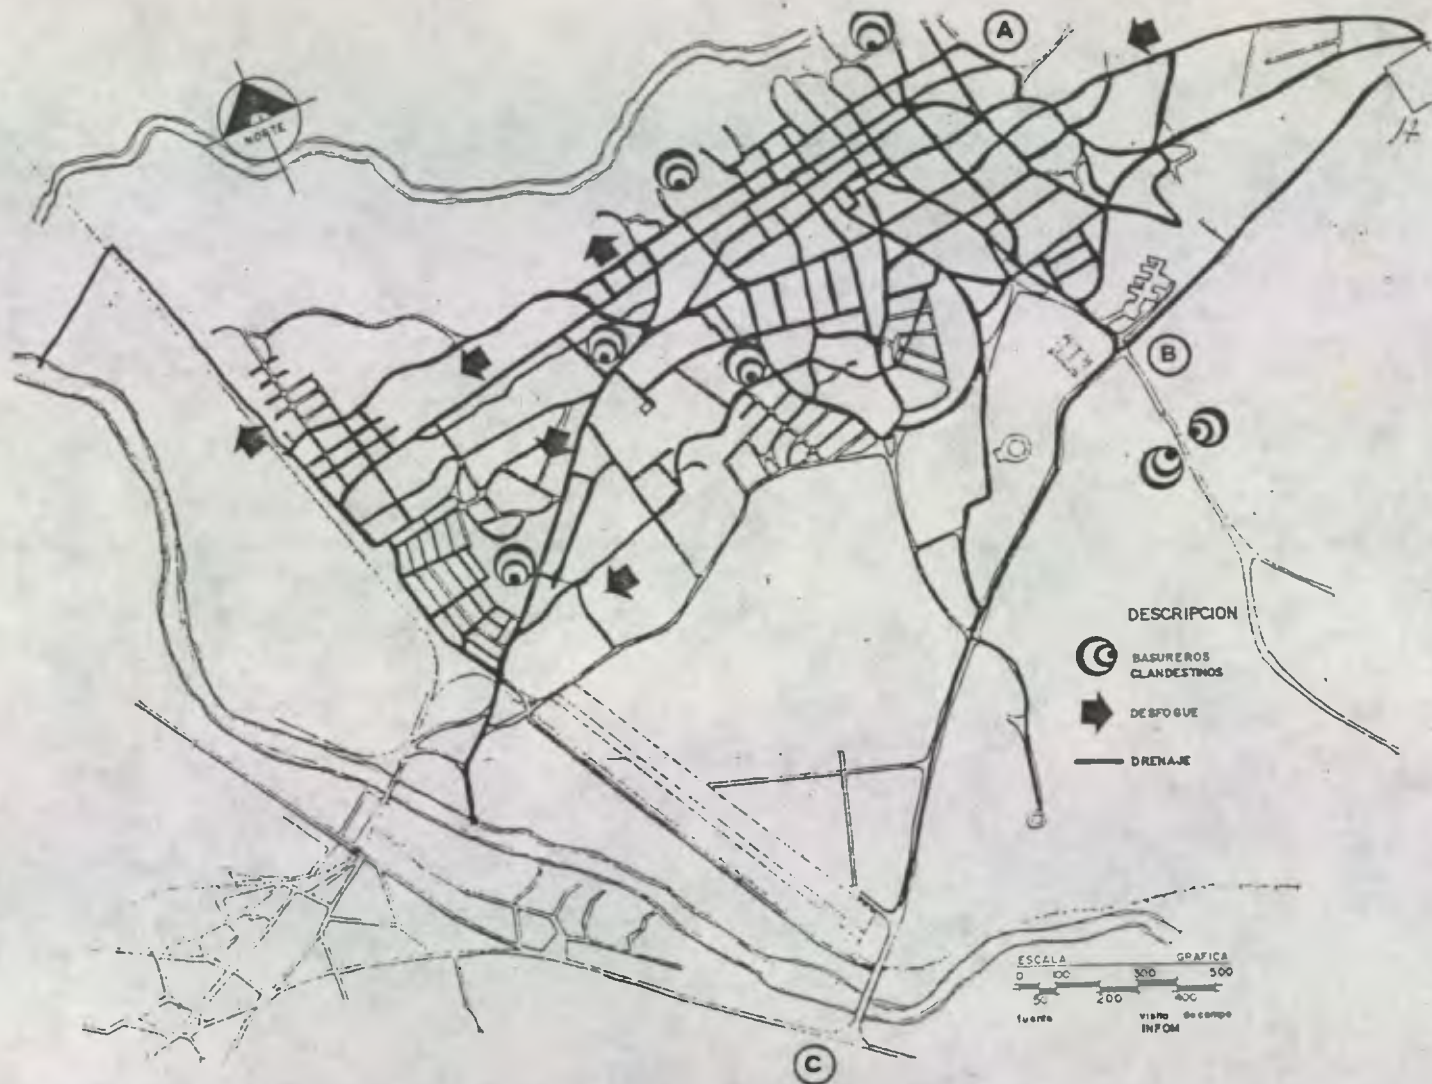 A
NORTE
17
B
DESCRIPCION
BASUREROS
CLANDESTINOS
DESFOGUE
DRENAJE
ESCALA GRAFICA
0 100 300 500
50 200 400
fuente visita de campo
INFOM
C